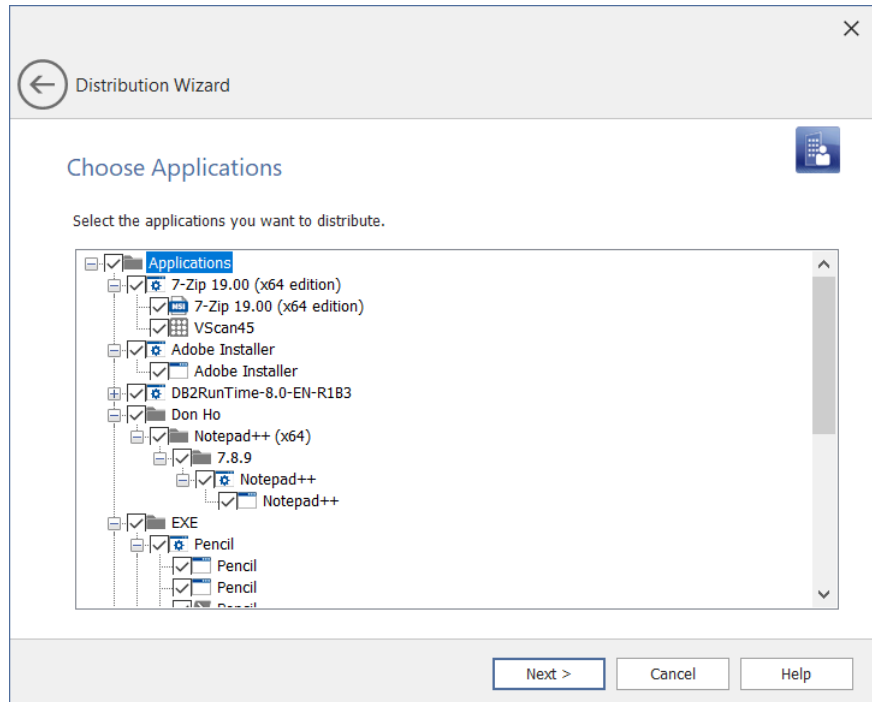 Distribution Wizard
Choose Applications
Select the applications you want to distribute.
Applications
7-Zip 19.00 (x64 edition)
MSI 7-Zip 19.00 (x64 edition)
VScan45
Adobe Installer
Adobe Installer
DB2RunTime-8.0-EN-R1B3
Don Ho
Notepad++ (x64)
7.8.9
Notepad++
Notepad++
EXE
Pencil
Pencil
Pencil
Pencil
Next >
Cancel
Help